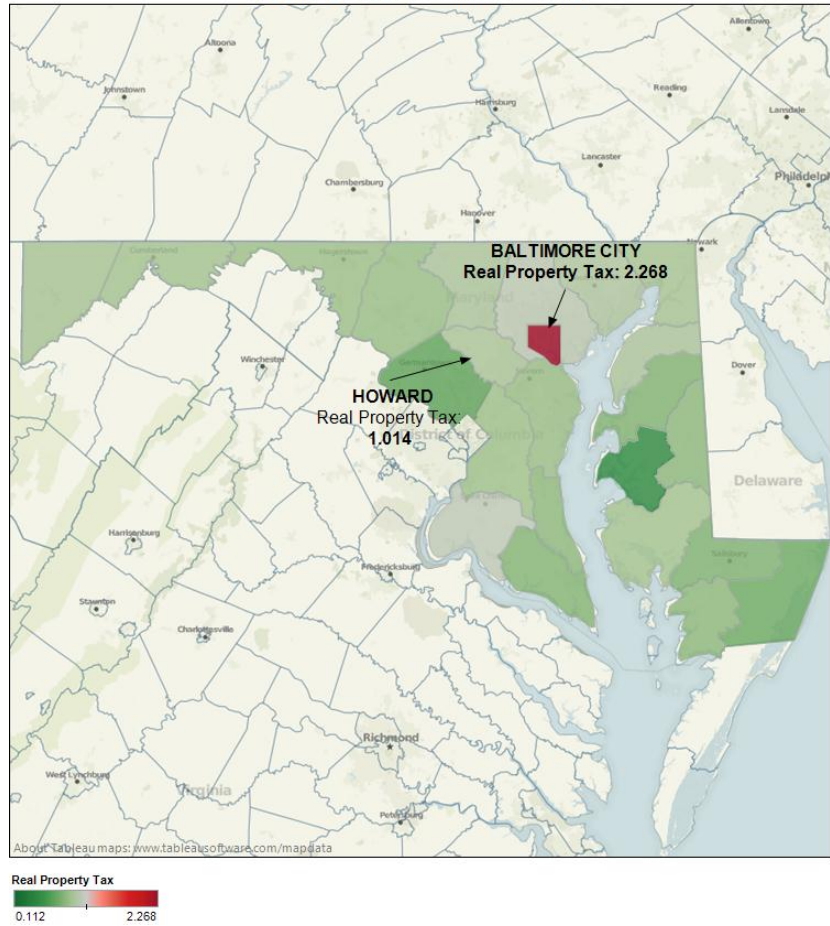 Allentown
Altoona
Johnstown
Reading
Harrisburg
Lansdale
Lancaster
Philadelph
Chambersburg
Hanover
Newark
BALTIMORE CITY
Real Property Tax: 2.268
Cumberland
Hagerstown
Maryland
Winchester
Germantown
Dover
HOWARD
Real Property Tax:
1.014
District of Columbia
Delaware
Harrisonburg
Salisbury
Fredericksburg
Staunton
Charlottesville
Richmond
West Lynchburg
Virginia
Petersburg
About Tableau maps: www.tableausoftware.com/mapdata
Real Property Tax
0.112
2.268